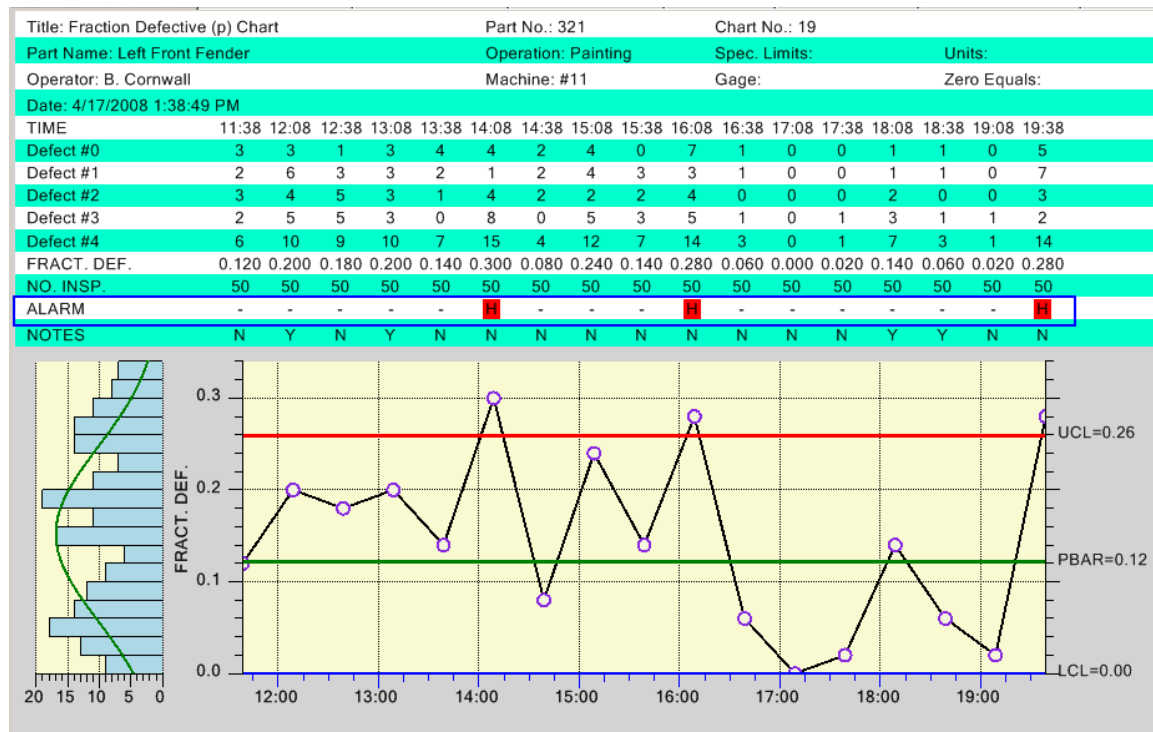 Title: Fraction Defective (p) Chart Part No.: 321 Chart No.: 19
Part Name: Left Front Fender Operation: Painting Spec. Limits: Units:
Operator: B. Cornwall Machine: #11 Gage: Zero Equals:
Date: 4/17/2008 1:38:49 PM
TIME 11:38 12:08 12:38 13:08 13:38 14:08 14:38 15:08 15:38 16:08 16:38 17:08 17:38 18:08 18:38 19:08 19:38
Defect #0 3 3 1 3 4 4 2 4 0 7 1 0 0 1 1 0 5
Defect #1 2 6 3 3 2 1 2 4 3 3 1 0 0 1 1 0 7
Defect #2 3 4 5 3 1 4 2 2 2 4 0 0 0 2 0 0 3
Defect #3 2 5 5 3 0 8 0 5 3 5 1 0 1 3 1 1 2
Defect #4 6 10 9 10 7 15 4 12 7 14 3 0 1 7 3 1 14
FRACT. DEF. 0.120 0.200 0.180 0.200 0.140 0.300 0.080 0.240 0.140 0.280 0.060 0.000 0.020 0.140 0.060 0.020 0.280
NO. INSP. 50 50 50 50 50 50 50 50 50 50 50 50 50 50 50 50 50
ALARM - - - - - H - - - H - - - - - - H
NOTES N Y N Y N N N N N N N N N Y Y N N
0.3
UCL=0.26
0.2
FRACT. DEF.
PBAR=0.12
0.1
0.0
LCL=0.00
20 15 10 5 0
12:00 13:00 14:00 15:00 16:00 17:00 18:00 19:00